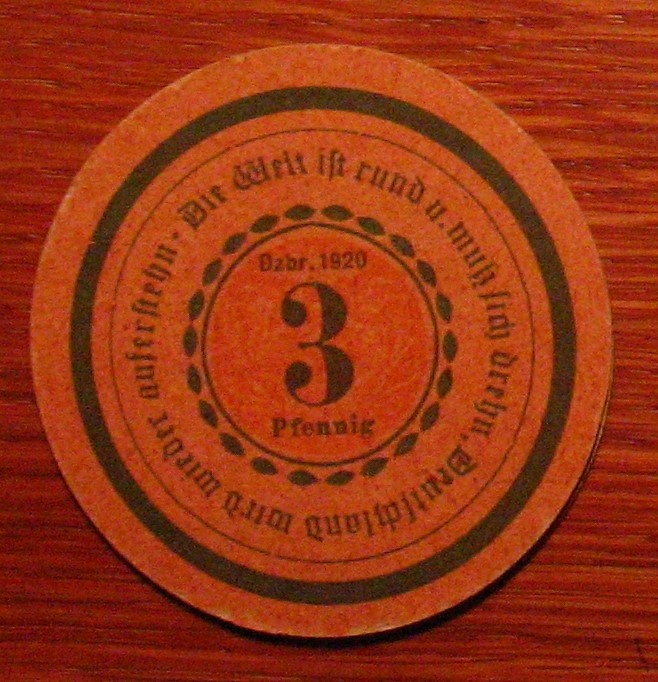 Die Welt ist rund u. muß sich drehn, Deutschland wird wieder auferstehn ·
Dzbr. 1920
3
Pfennig